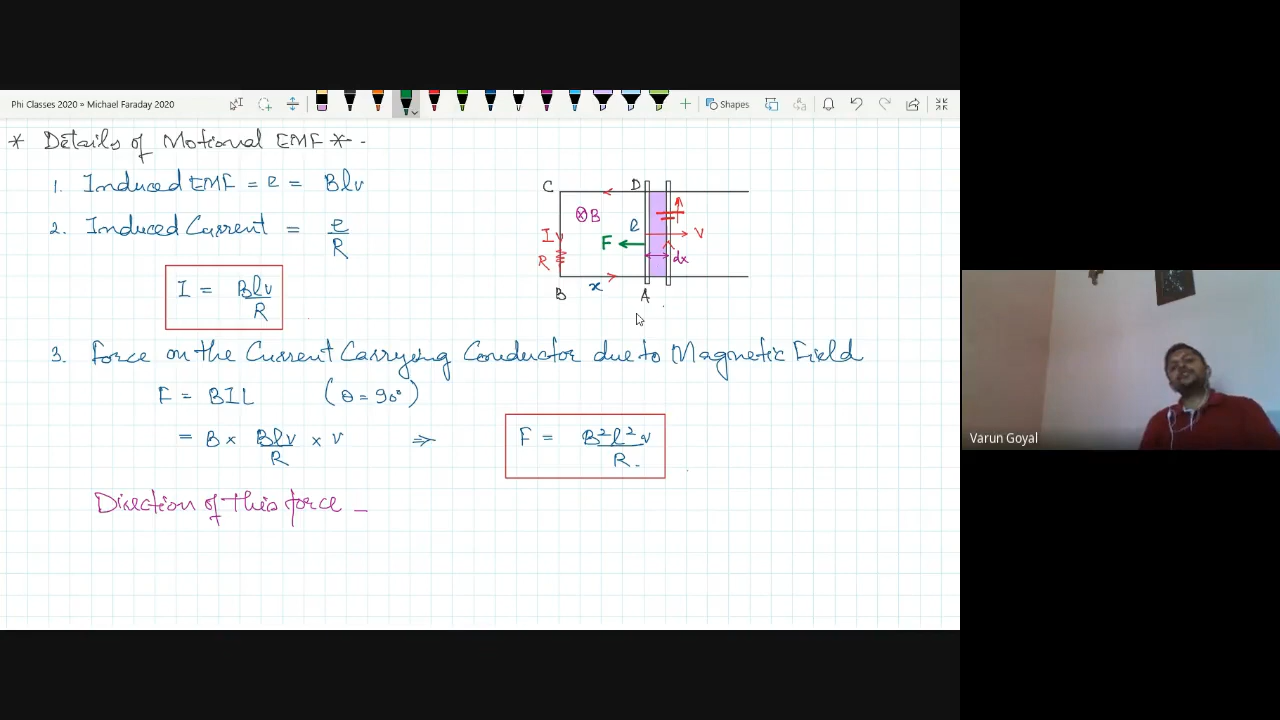 Phi Classes 2020 » Michael Faraday 2020
Shapes
* Details of Motional EMF * -
1. Induced EMF = e = Blv
2. Induced Current = e/R
I = Blv/R
C D
⊗B
l
I
F
V
R
dx
x
B A
3. Force on the Current Carrying Conductor due to Magnetic Field
F = BIL (θ = 90°)
= B × Blv/R × v ⇒ F = B²l²v/R.
Direction of this force -
Varun Goyal